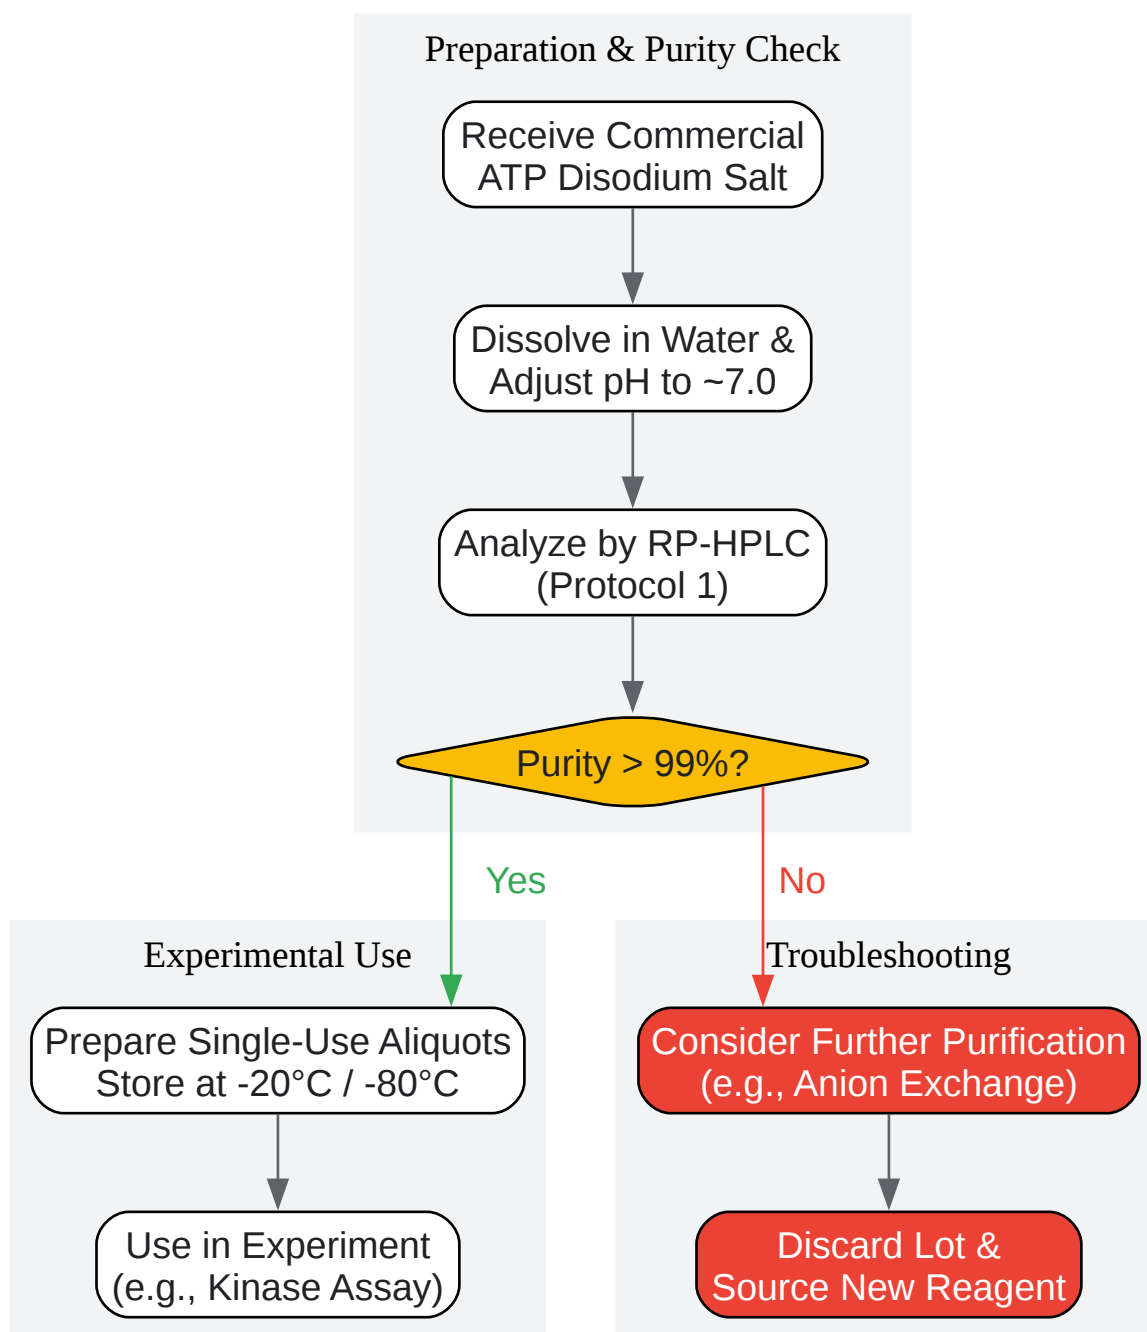 Preparation & Purity Check
Receive Commercial
ATP Disodium Salt
Dissolve in Water &
Adjust pH to ~7.0
Analyze by RP-HPLC
(Protocol 1)
Purity > 99%?
Yes
No
Experimental Use
Prepare Single-Use Aliquots
Store at -20°C / -80°C
Use in Experiment
(e.g., Kinase Assay)
Troubleshooting
Consider Further Purification
(e.g., Anion Exchange)
Discard Lot &
Source New Reagent